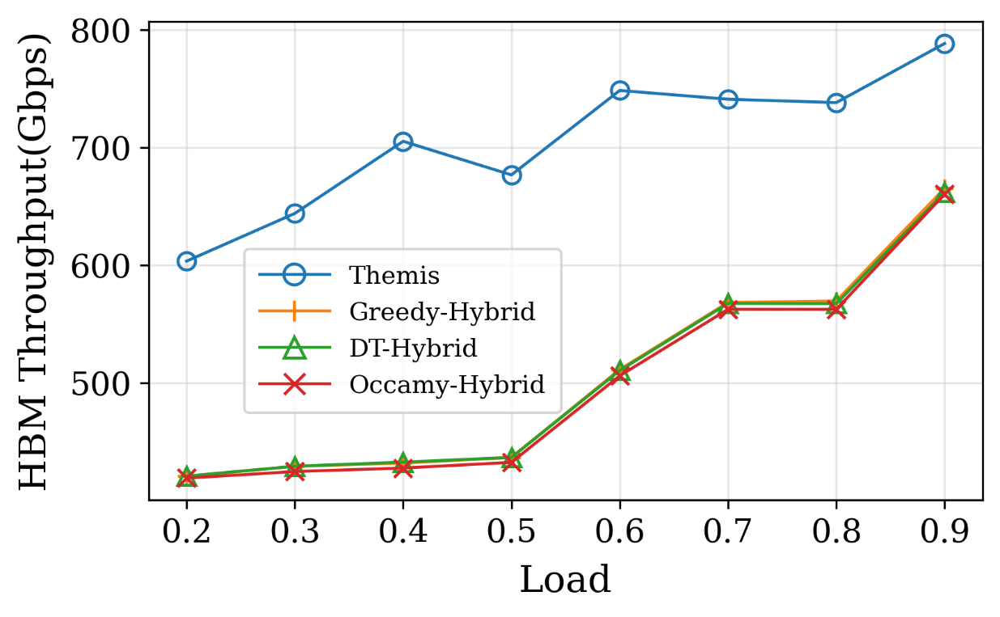 HBM Throughput(Gbps)
800
700
600
500
Themis
Greedy-Hybrid
DT-Hybrid
Occamy-Hybrid
0.2 0.3 0.4 0.5 0.6 0.7 0.8 0.9
Load